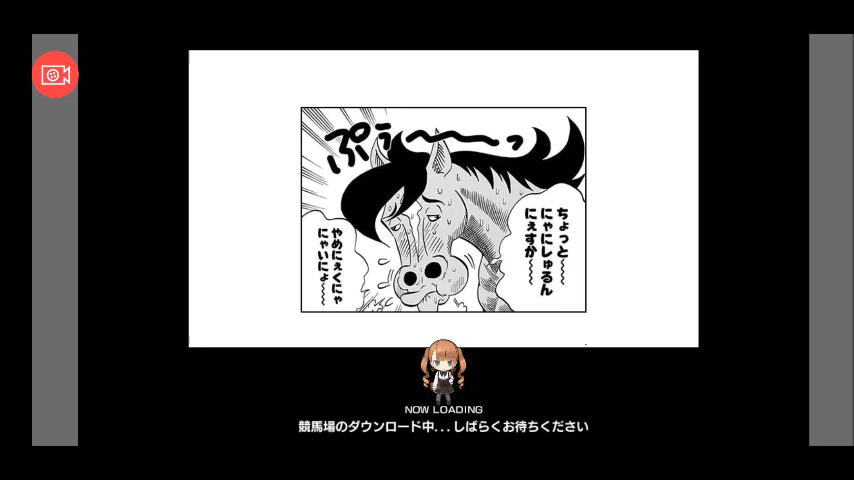 ぷぅ〜〜っ
ちょっと〜〜
にゃにしゅるん
にぇすか〜〜
やめにぇくにゃ
にゃいにょ〜〜
NOW LOADING
競馬場のダウンロード中...しばらくお待ちください